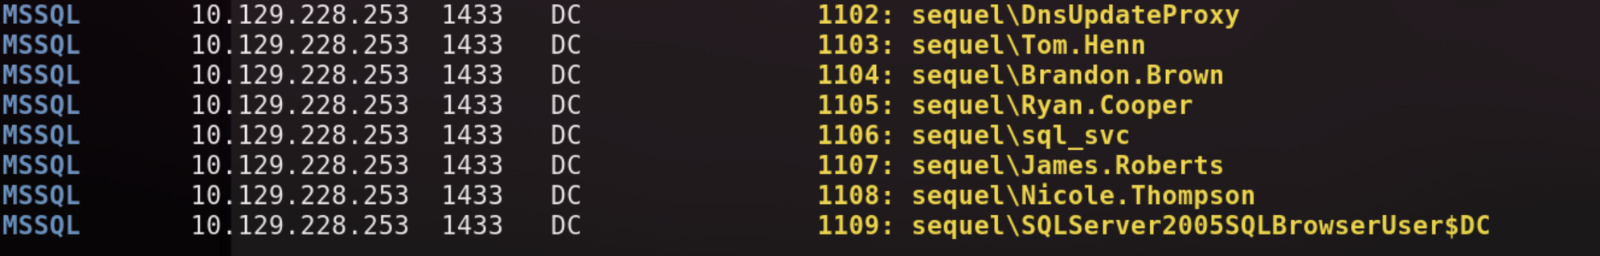 MSSQL 10.129.228.253 1433 DC 1102: sequel\DnsUpdateProxy
MSSQL 10.129.228.253 1433 DC 1103: sequel\Tom.Henn
MSSQL 10.129.228.253 1433 DC 1104: sequel\Brandon.Brown
MSSQL 10.129.228.253 1433 DC 1105: sequel\Ryan.Cooper
MSSQL 10.129.228.253 1433 DC 1106: sequel\sql_svc
MSSQL 10.129.228.253 1433 DC 1107: sequel\James.Roberts
MSSQL 10.129.228.253 1433 DC 1108: sequel\Nicole.Thompson
MSSQL 10.129.228.253 1433 DC 1109: sequel\SQLServer2005SQLBrowserUser$DC